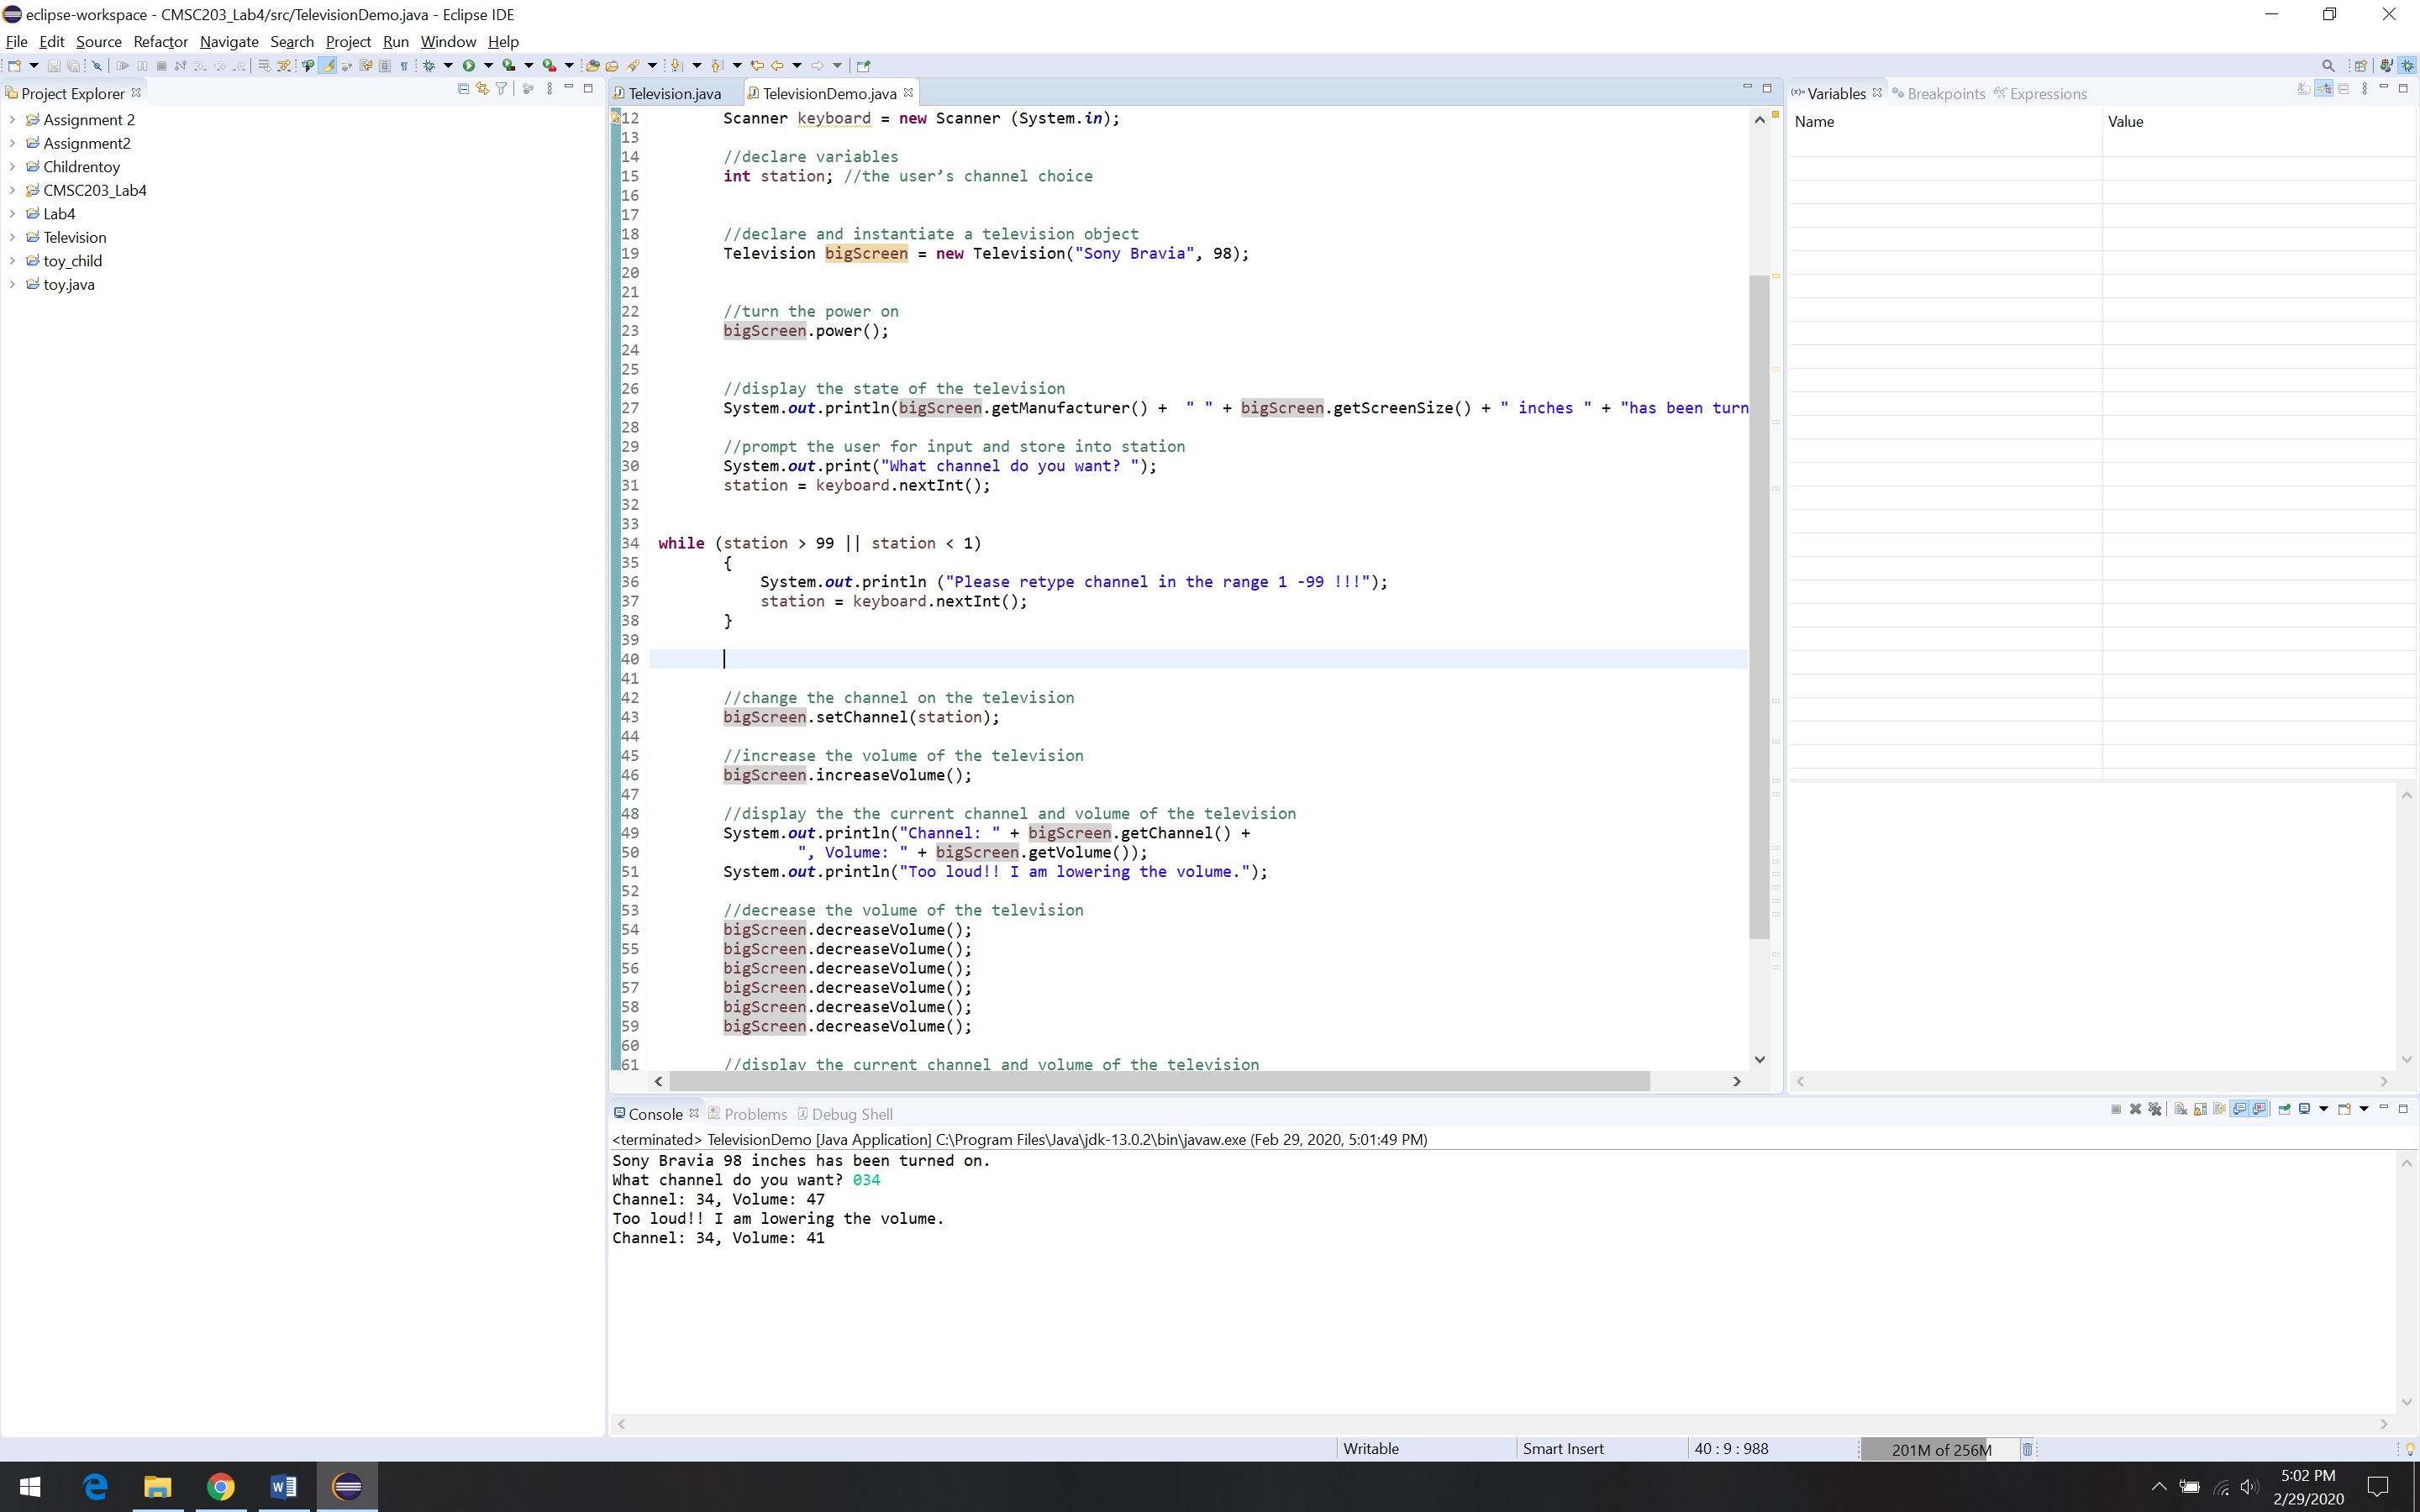 eclipse-workspace - CMSC203_Lab4/src/TelevisionDemo.java - Eclipse IDE
File Edit Source Refactor Navigate Search Project Run Window Help
Project Explorer
Assignment 2
Assignment2
Childrentoy
CMSC203_Lab4
Lab4
Television
toy_child
toy.java
Television.java TelevisionDemo.java
12 Scanner keyboard = new Scanner (System.in);
13
14 //declare variables
15 int station; //the user's channel choice
16
17
18 //declare and instantiate a television object
19 Television bigScreen = new Television("Sony Bravia", 98);
20
21
22 //turn the power on
23 bigScreen.power();
24
25
26 //display the state of the television
27 System.out.println(bigScreen.getManufacturer() + " " + bigScreen.getScreenSize() + " inches " + "has been turn
28
29 //prompt the user for input and store into station
30 System.out.print("What channel do you want? ");
31 station = keyboard.nextInt();
32
33
34 while (station > 99 || station < 1)
35 {
36 System.out.println ("Please retype channel in the range 1 -99 !!!");
37 station = keyboard.nextInt();
38 }
39
40
41
42 //change the channel on the television
43 bigScreen.setChannel(station);
44
45 //increase the volume of the television
46 bigScreen.increaseVolume();
47
48 //display the the current channel and volume of the television
49 System.out.println("Channel: " + bigScreen.getChannel() +
50 ", Volume: " + bigScreen.getVolume());
51 System.out.println("Too loud!! I am lowering the volume.");
52
53 //decrease the volume of the television
54 bigScreen.decreaseVolume();
55 bigScreen.decreaseVolume();
56 bigScreen.decreaseVolume();
57 bigScreen.decreaseVolume();
58 bigScreen.decreaseVolume();
59 bigScreen.decreaseVolume();
60
61 //display the current channel and volume of the television
Variables Breakpoints Expressions
Name Value
Console Problems Debug Shell
<terminated> TelevisionDemo [Java Application] C:\Program Files\Java\jdk-13.0.2\bin\javaw.exe (Feb 29, 2020, 5:01:49 PM)
Sony Bravia 98 inches has been turned on.
What channel do you want? 034
Channel: 34, Volume: 47
Too loud!! I am lowering the volume.
Channel: 34, Volume: 41
Writable Smart Insert 40 : 9 : 988 201M of 256M
5:02 PM
2/29/2020